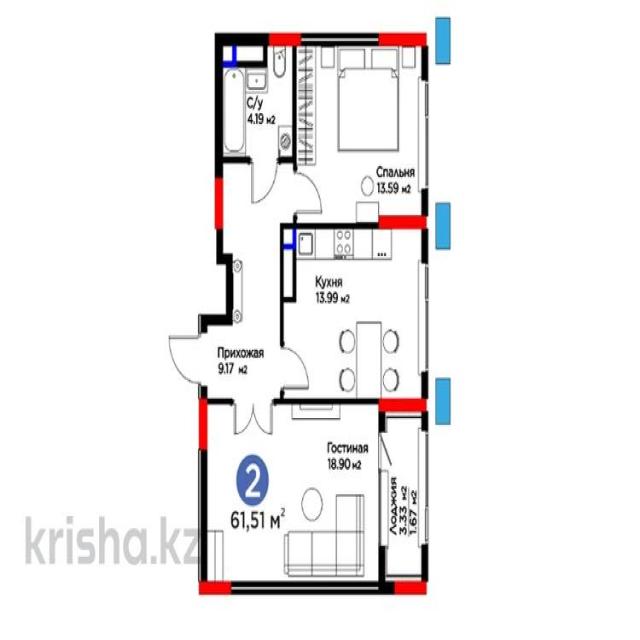 С/у
4.19 м2
Спальня
13.59 м2
Кухня
13.99 м2
Прихожая
9.17 м2
Гостиная
18.90 м2
2
61,51 м2
Лоджия
3.33 м2
1.67 м2
krisha.kz